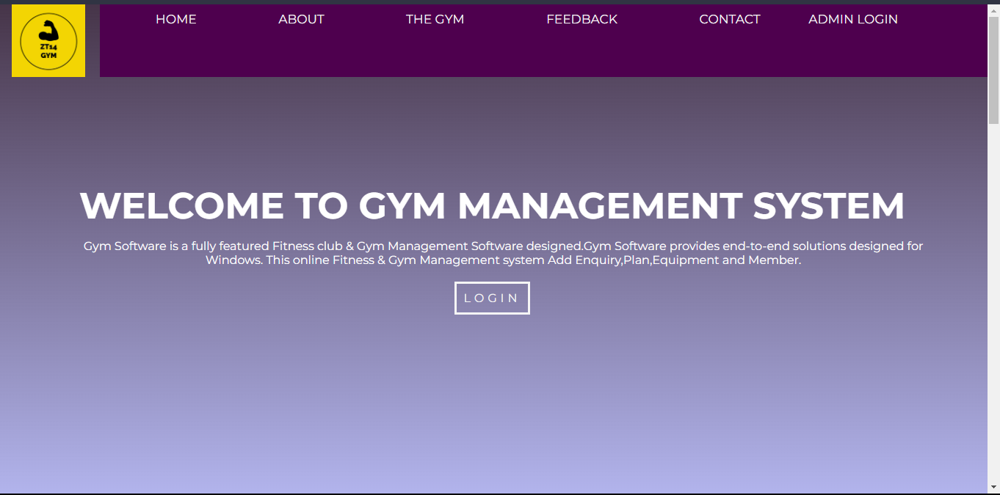 ZT14
GYM
HOME ABOUT THE GYM FEEDBACK CONTACT ADMIN LOGIN
WELCOME TO GYM MANAGEMENT SYSTEM
Gym Software is a fully featured Fitness club & Gym Management Software designed.Gym Software provides end-to-end solutions designed for
Windows. This online Fitness & Gym Management system Add Enquiry,Plan,Equipment and Member.
LOGIN